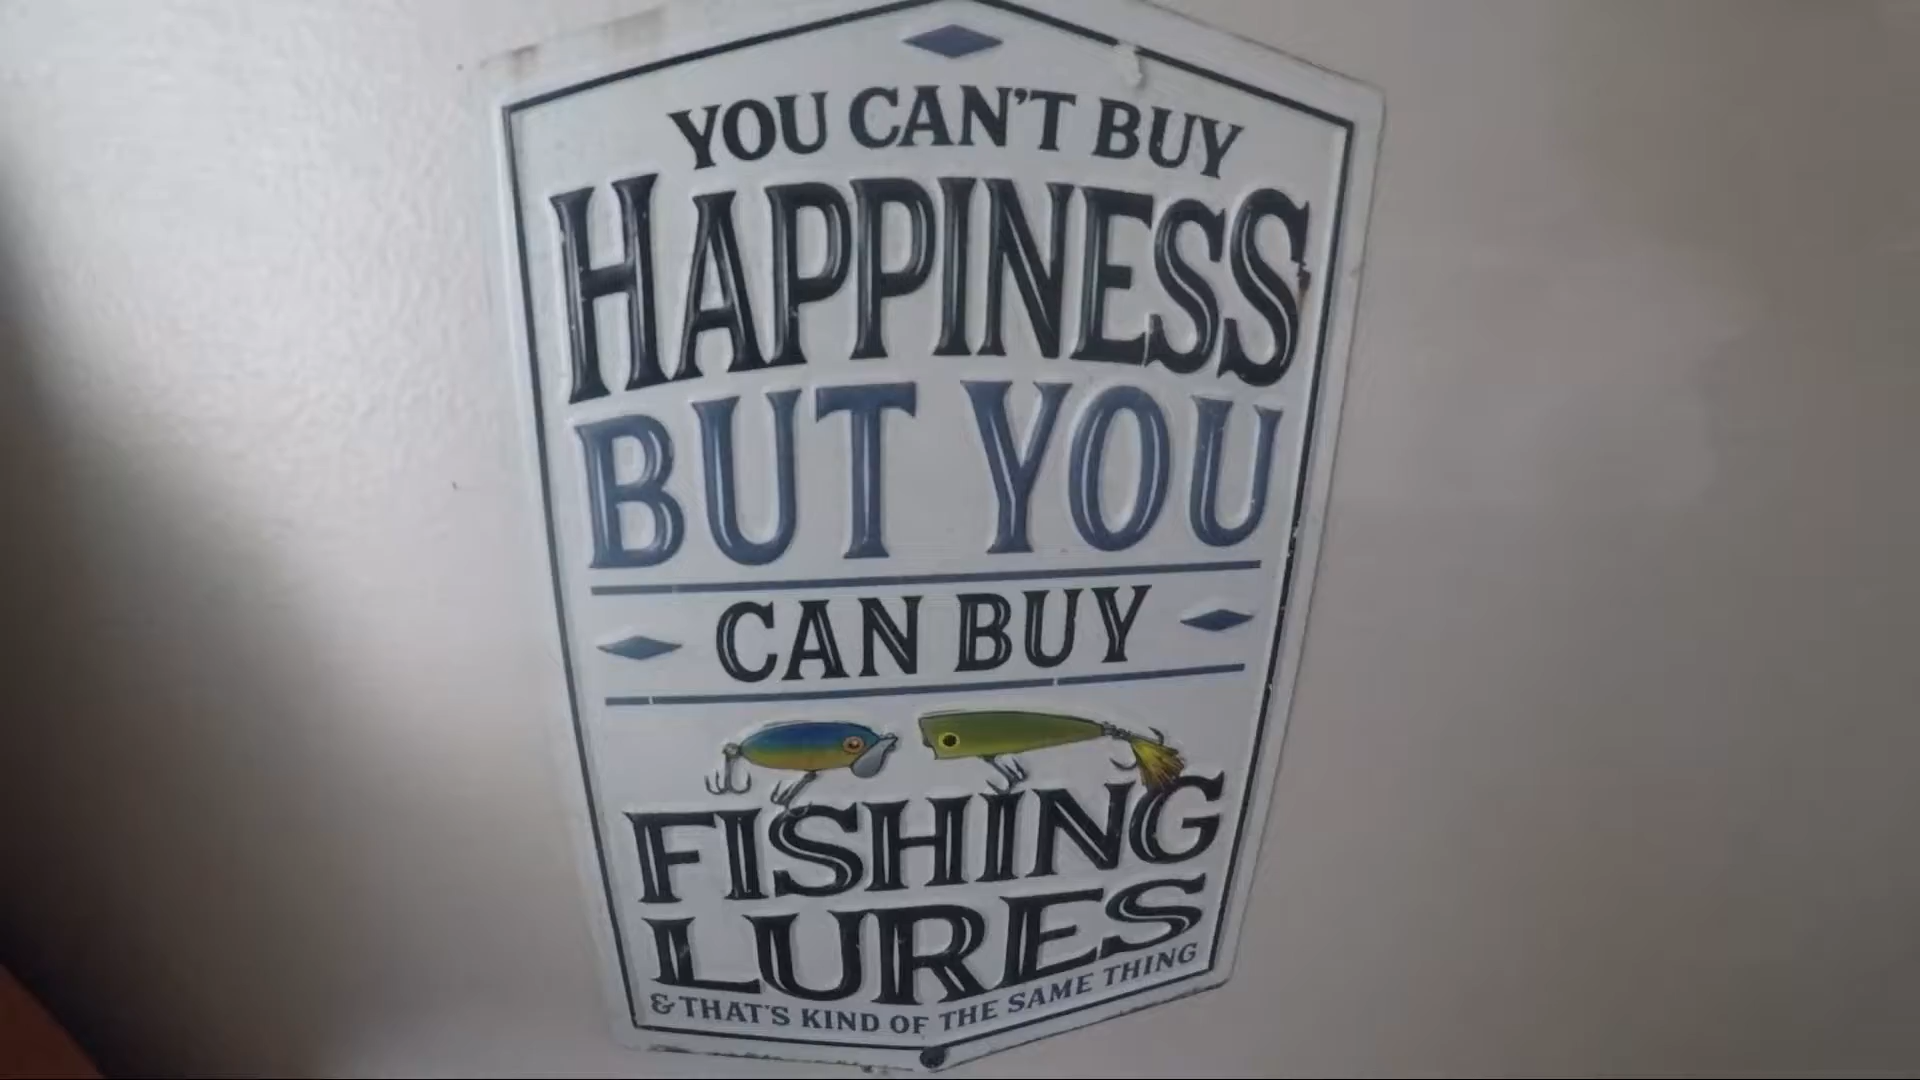 YOU CAN'T BUY
HAPPINESS
BUT YOU
CAN BUY
FISHING
LURES
& THAT'S KIND OF THE SAME THING